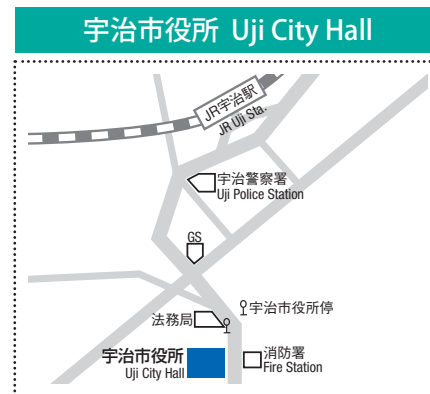 宇治市役所 Uji City Hall
JR宇治駅
JR Uji Sta.
宇治警察署
Uji Police Station
GS
宇治市役所停
法務局
宇治市役所
Uji City Hall
消防署
Fire Station